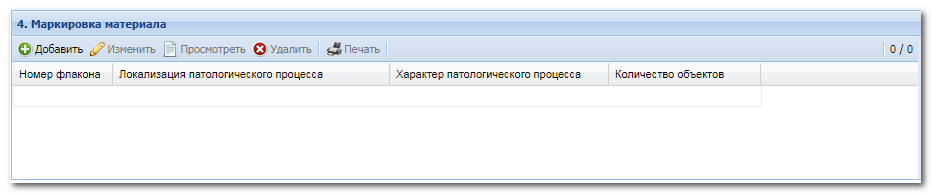 4. Маркировка материала
Добавить Изменить Просмотреть Удалить Печать 0 / 0
Номер флакона Локализация патологического процесса Характер патологического процесса Количество объектов